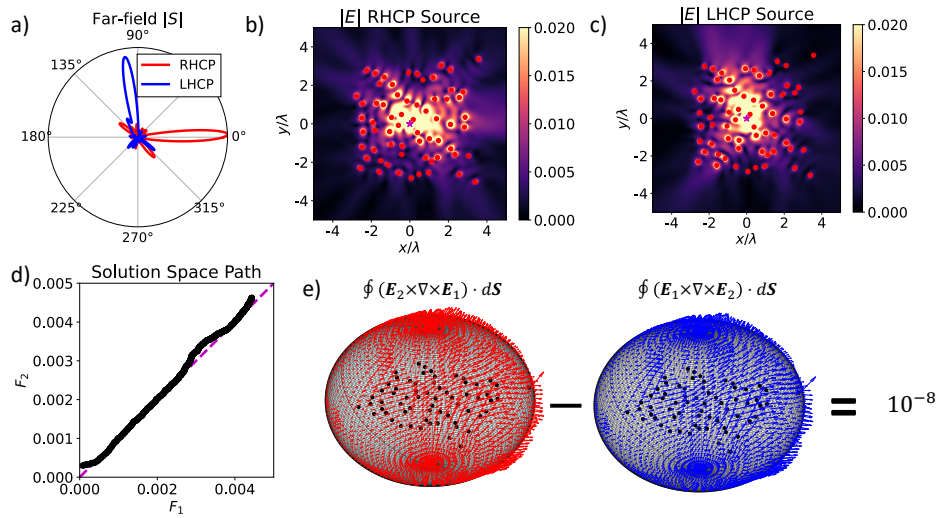 a)
Far-field |S|
90°
135°
180°
0°
225°
315°
270°
RHCP
LHCP
b)
|E| RHCP Source
y/λ
4
2
0
-2
-4
-4 -2 0 2 4
x/λ
0.020
0.015
0.010
0.005
0.000
c)
|E| LHCP Source
y/λ
4
2
0
-2
-4
-4 -2 0 2 4
x/λ
0.020
0.015
0.010
0.005
0.000
d)
Solution Space Path
F₂
0.005
0.004
0.003
0.002
0.001
0.000
0.000 0.002 0.004
F₁
e)
∮ (E₂×∇×E₁) · dS
∮ (E₁×∇×E₂) · dS
− = 10⁻⁸